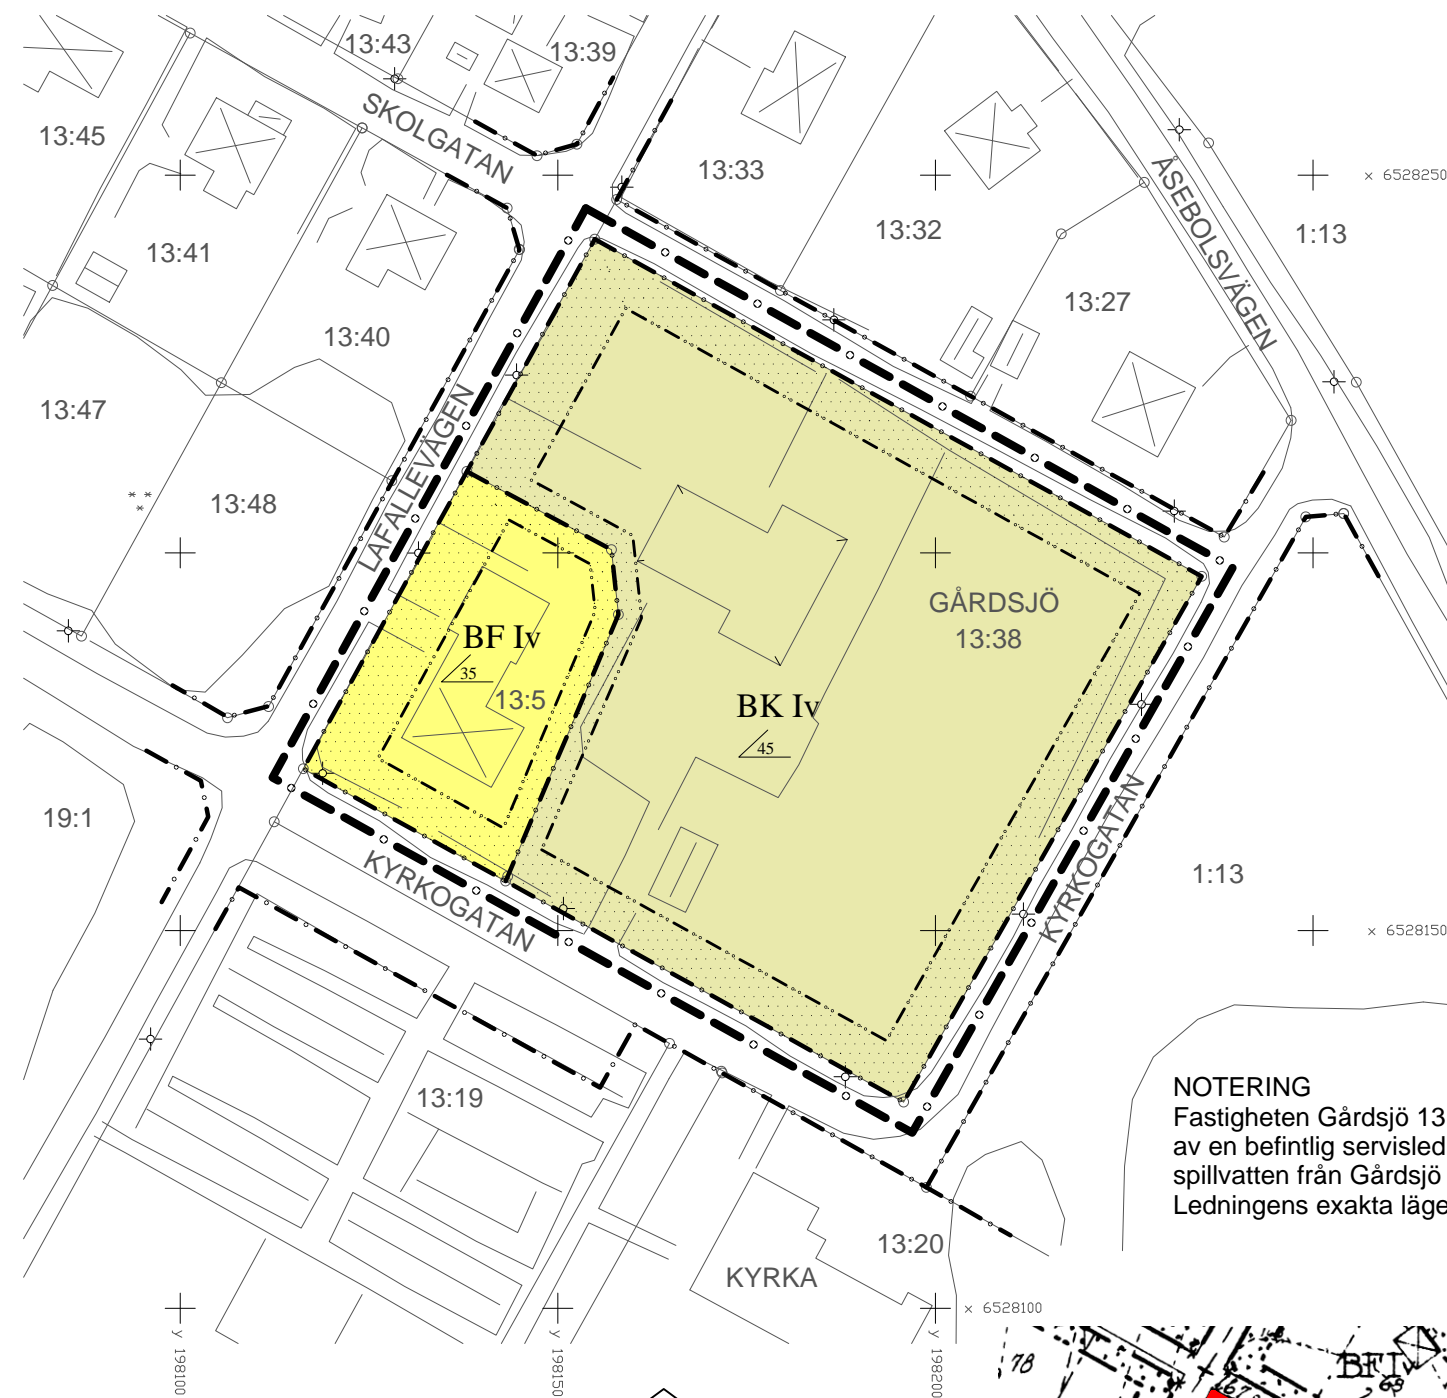 13:43
13:39
SKOLGATAN
13:45
13:33
ÅSEBOLSVÄGEN
x 6528250
13:41
13:32
1:13
13:40
13:27
13:47
LAFALLEVÄGEN
13:48
GÅRDSJÖ
13:38
BF Iv
35
13:5
BK Iv
45
19:1
KYRKOGATAN
KYRKOGATAN
1:13
x 6528150
13:19
NOTERING
Fastigheten Gårdsjö 13
av en befintlig servisled
spillvatten från Gårdsjö
Ledningens exakta läge
13:20
KYRKA
x 6528100
y 198100
y 198150
y 198200
78
BFIv
63